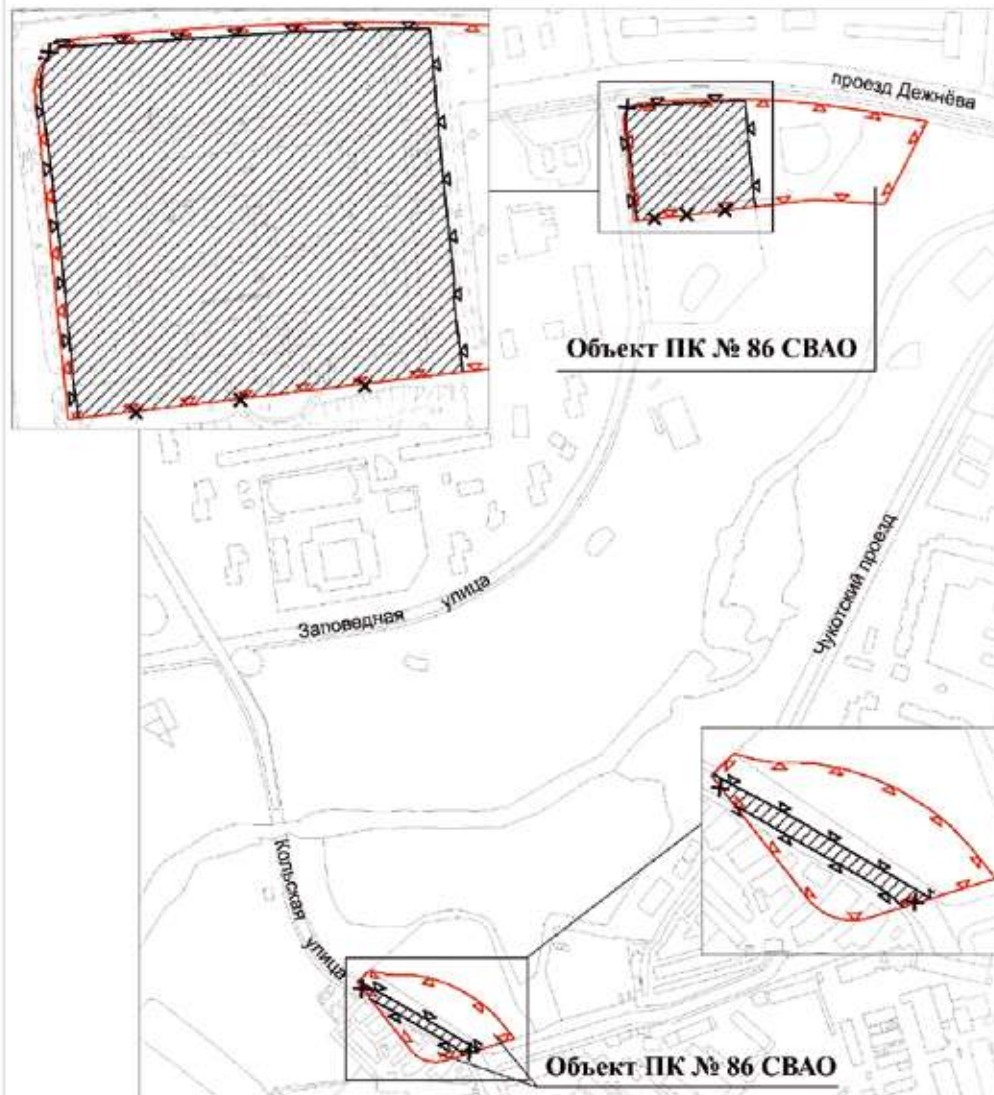 проезд Дежнёва
Объект ПК № 86 СВАО
Чукотский проезд
Заповедная улица
Кольская улица
Объект ПК № 86 СВАО